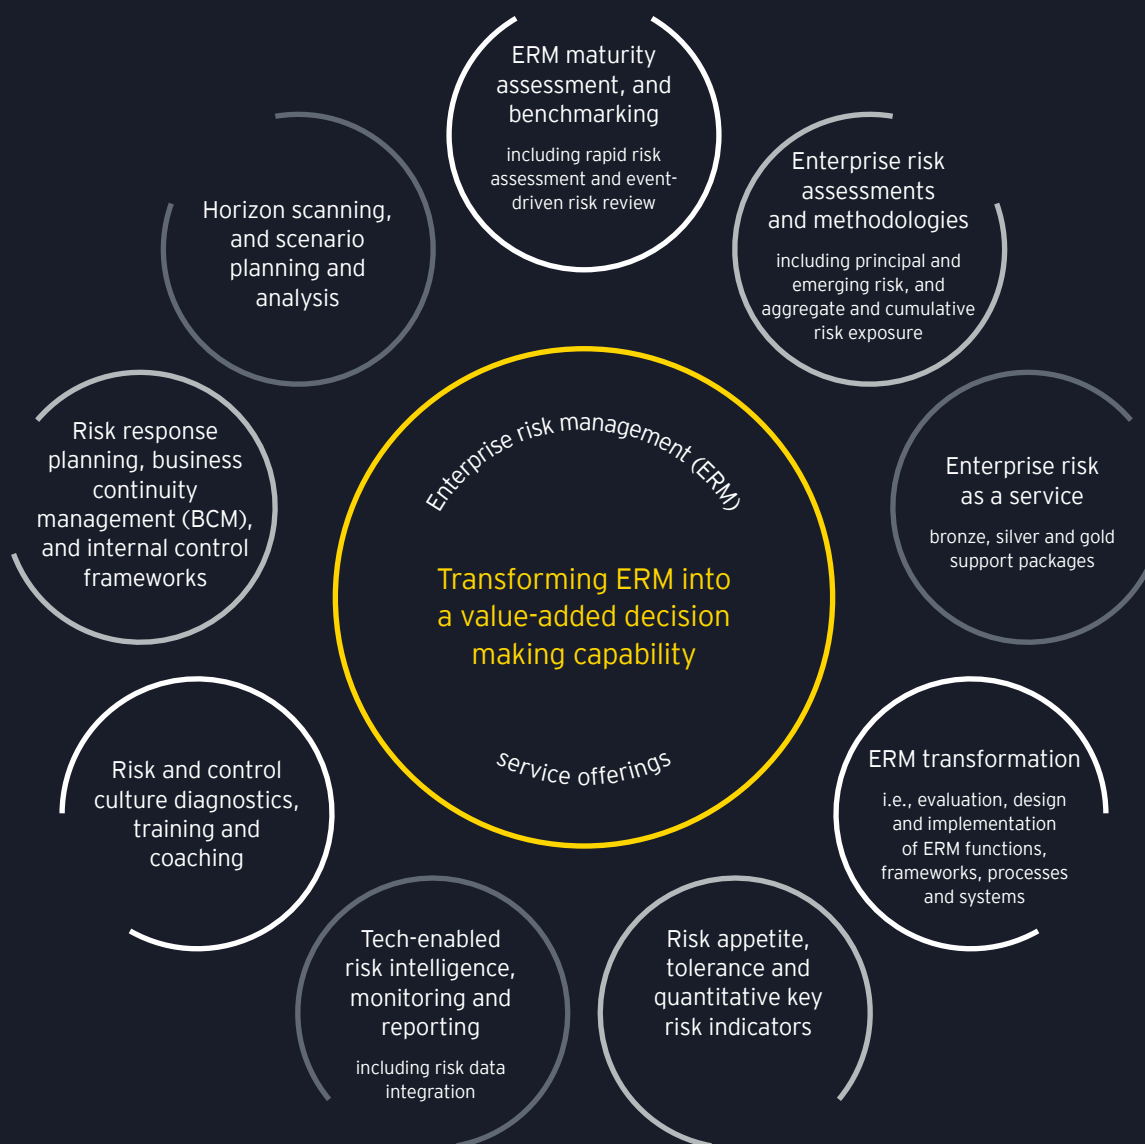 ERM maturity
assessment, and
benchmarking
including rapid risk
assessment and event-
driven risk review
Enterprise risk
assessments
and methodologies
including principal and
emerging risk, and
aggregate and cumulative
risk exposure
Enterprise risk
as a service
bronze, silver and gold
support packages
ERM transformation
i.e., evaluation, design
and implementation
of ERM functions,
frameworks, processes
and systems
Risk appetite,
tolerance and
quantitative key
risk indicators
Tech-enabled
risk intelligence,
monitoring and
reporting
including risk data
integration
Risk and control
culture diagnostics,
training and
coaching
Risk response
planning, business
continuity
management (BCM),
and internal control
frameworks
Horizon scanning,
and scenario
planning and
analysis
Enterprise risk management (ERM)
Transforming ERM into
a value-added decision
making capability
service offerings